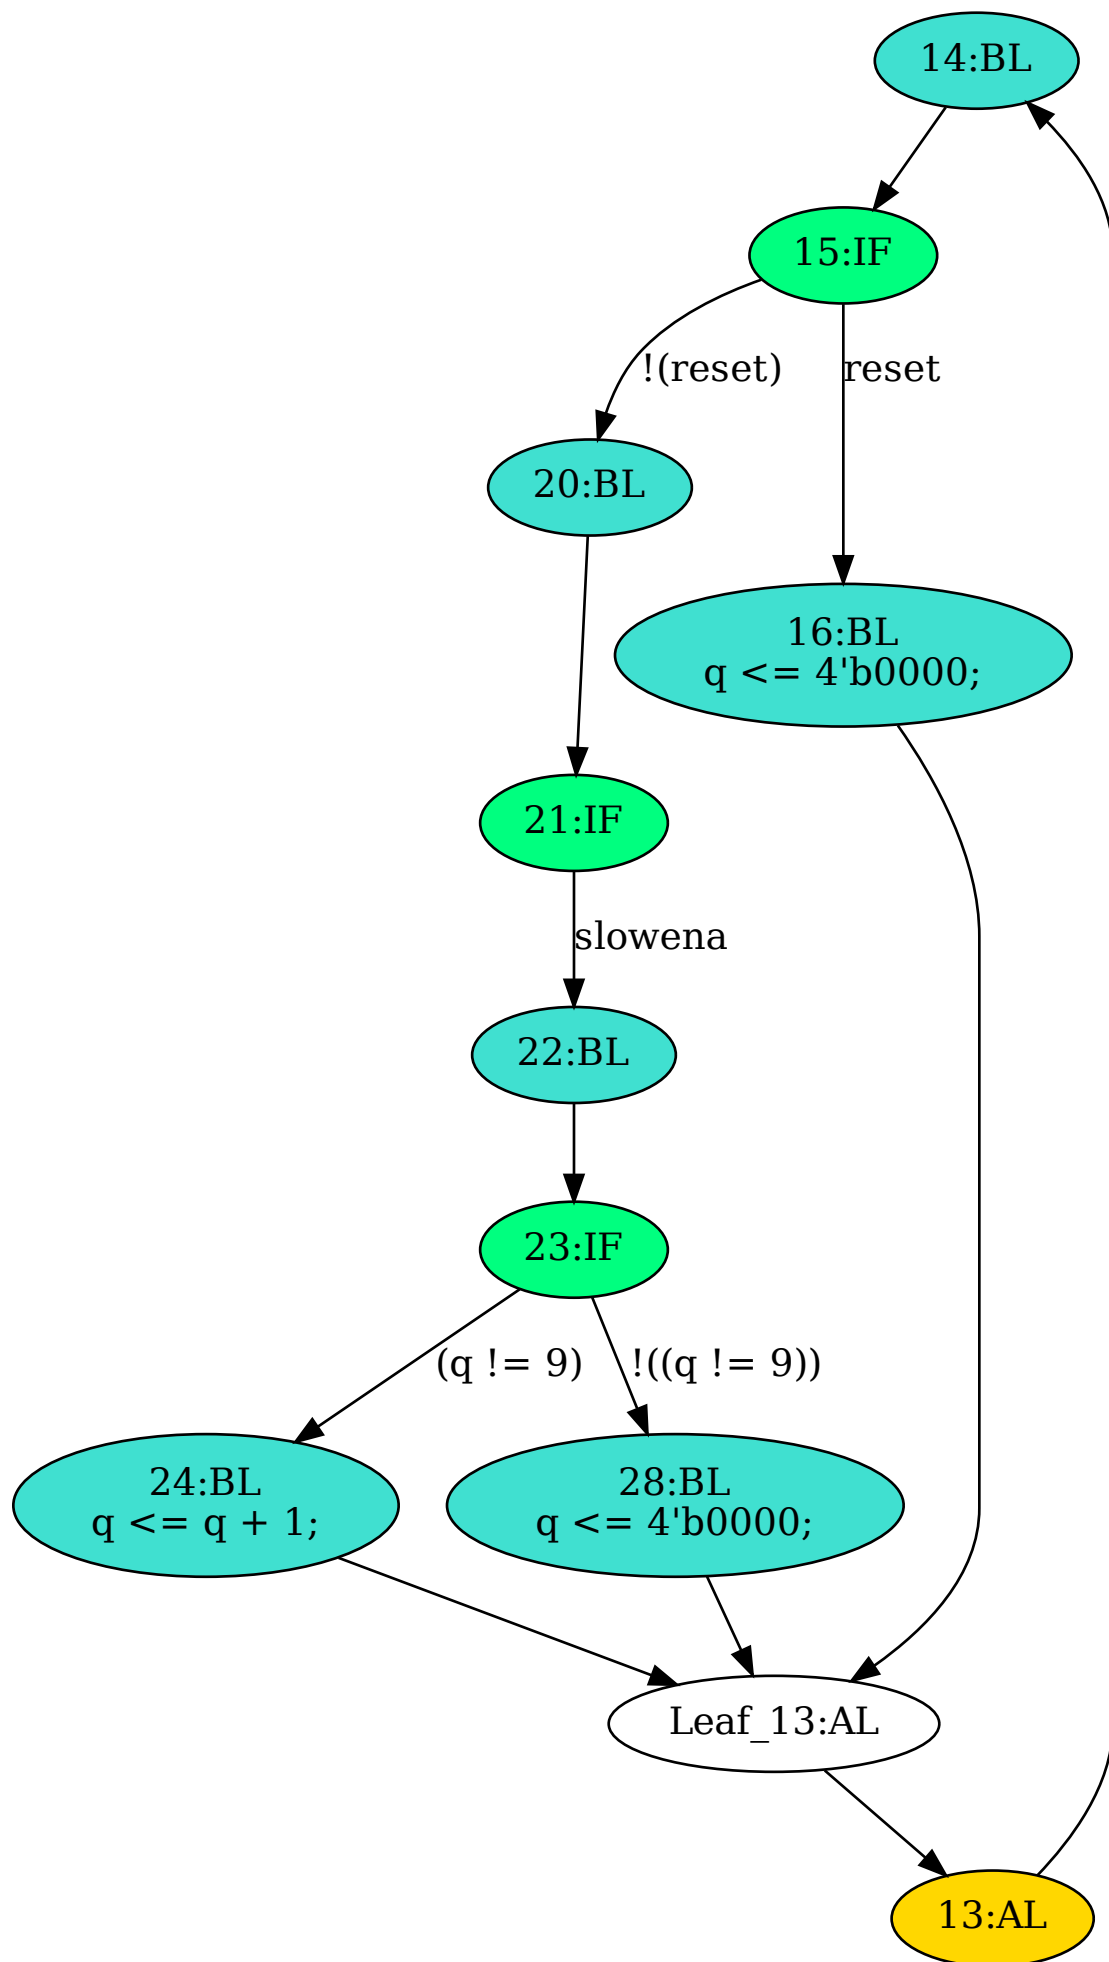 14:BL
15:IF
!(reset)
reset
20:BL
16:BL
q <= 4'b0000;
21:IF
slowena
22:BL
23:IF
(q != 9)
!((q != 9))
24:BL
q <= q + 1;
28:BL
q <= 4'b0000;
Leaf_13:AL
13:AL